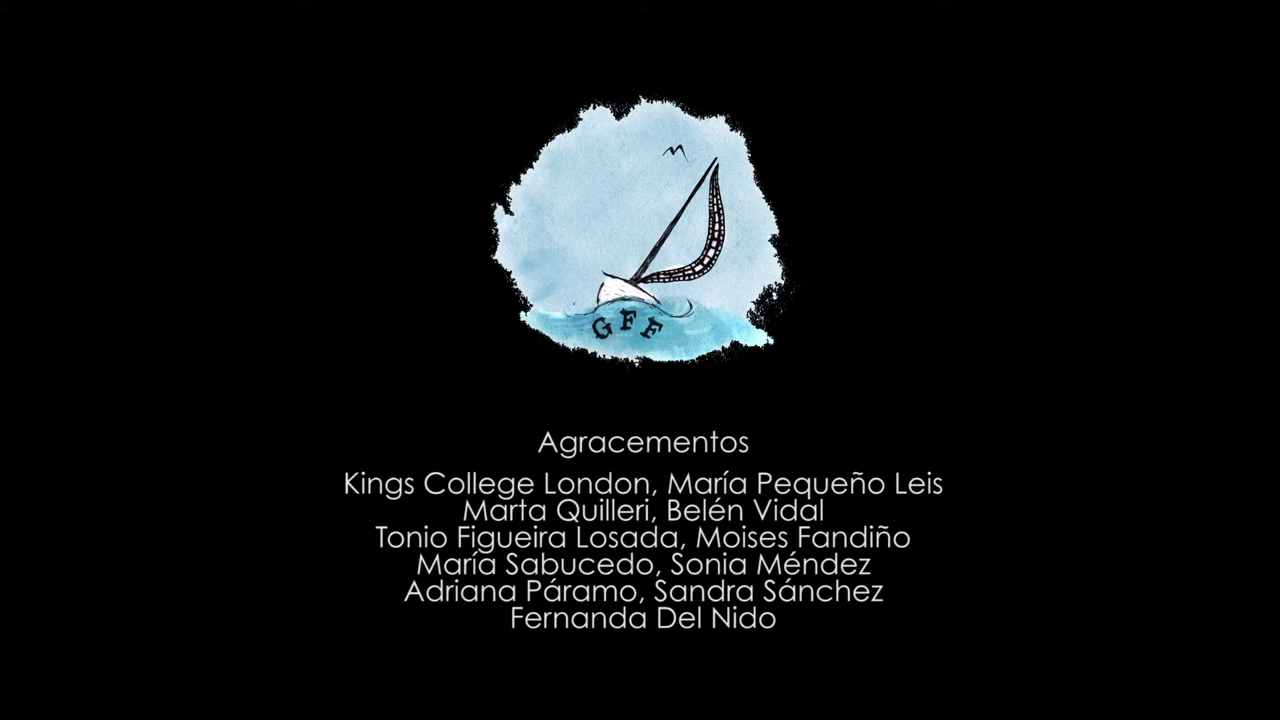 GFF
Agracementos
Kings College London, María Pequeño Leis
Marta Quilleri, Belén Vidal
Tonio Figueira Losada, Moises Fandiño
María Sabucedo, Sonia Méndez
Adriana Páramo, Sandra Sánchez
Fernanda Del Nido